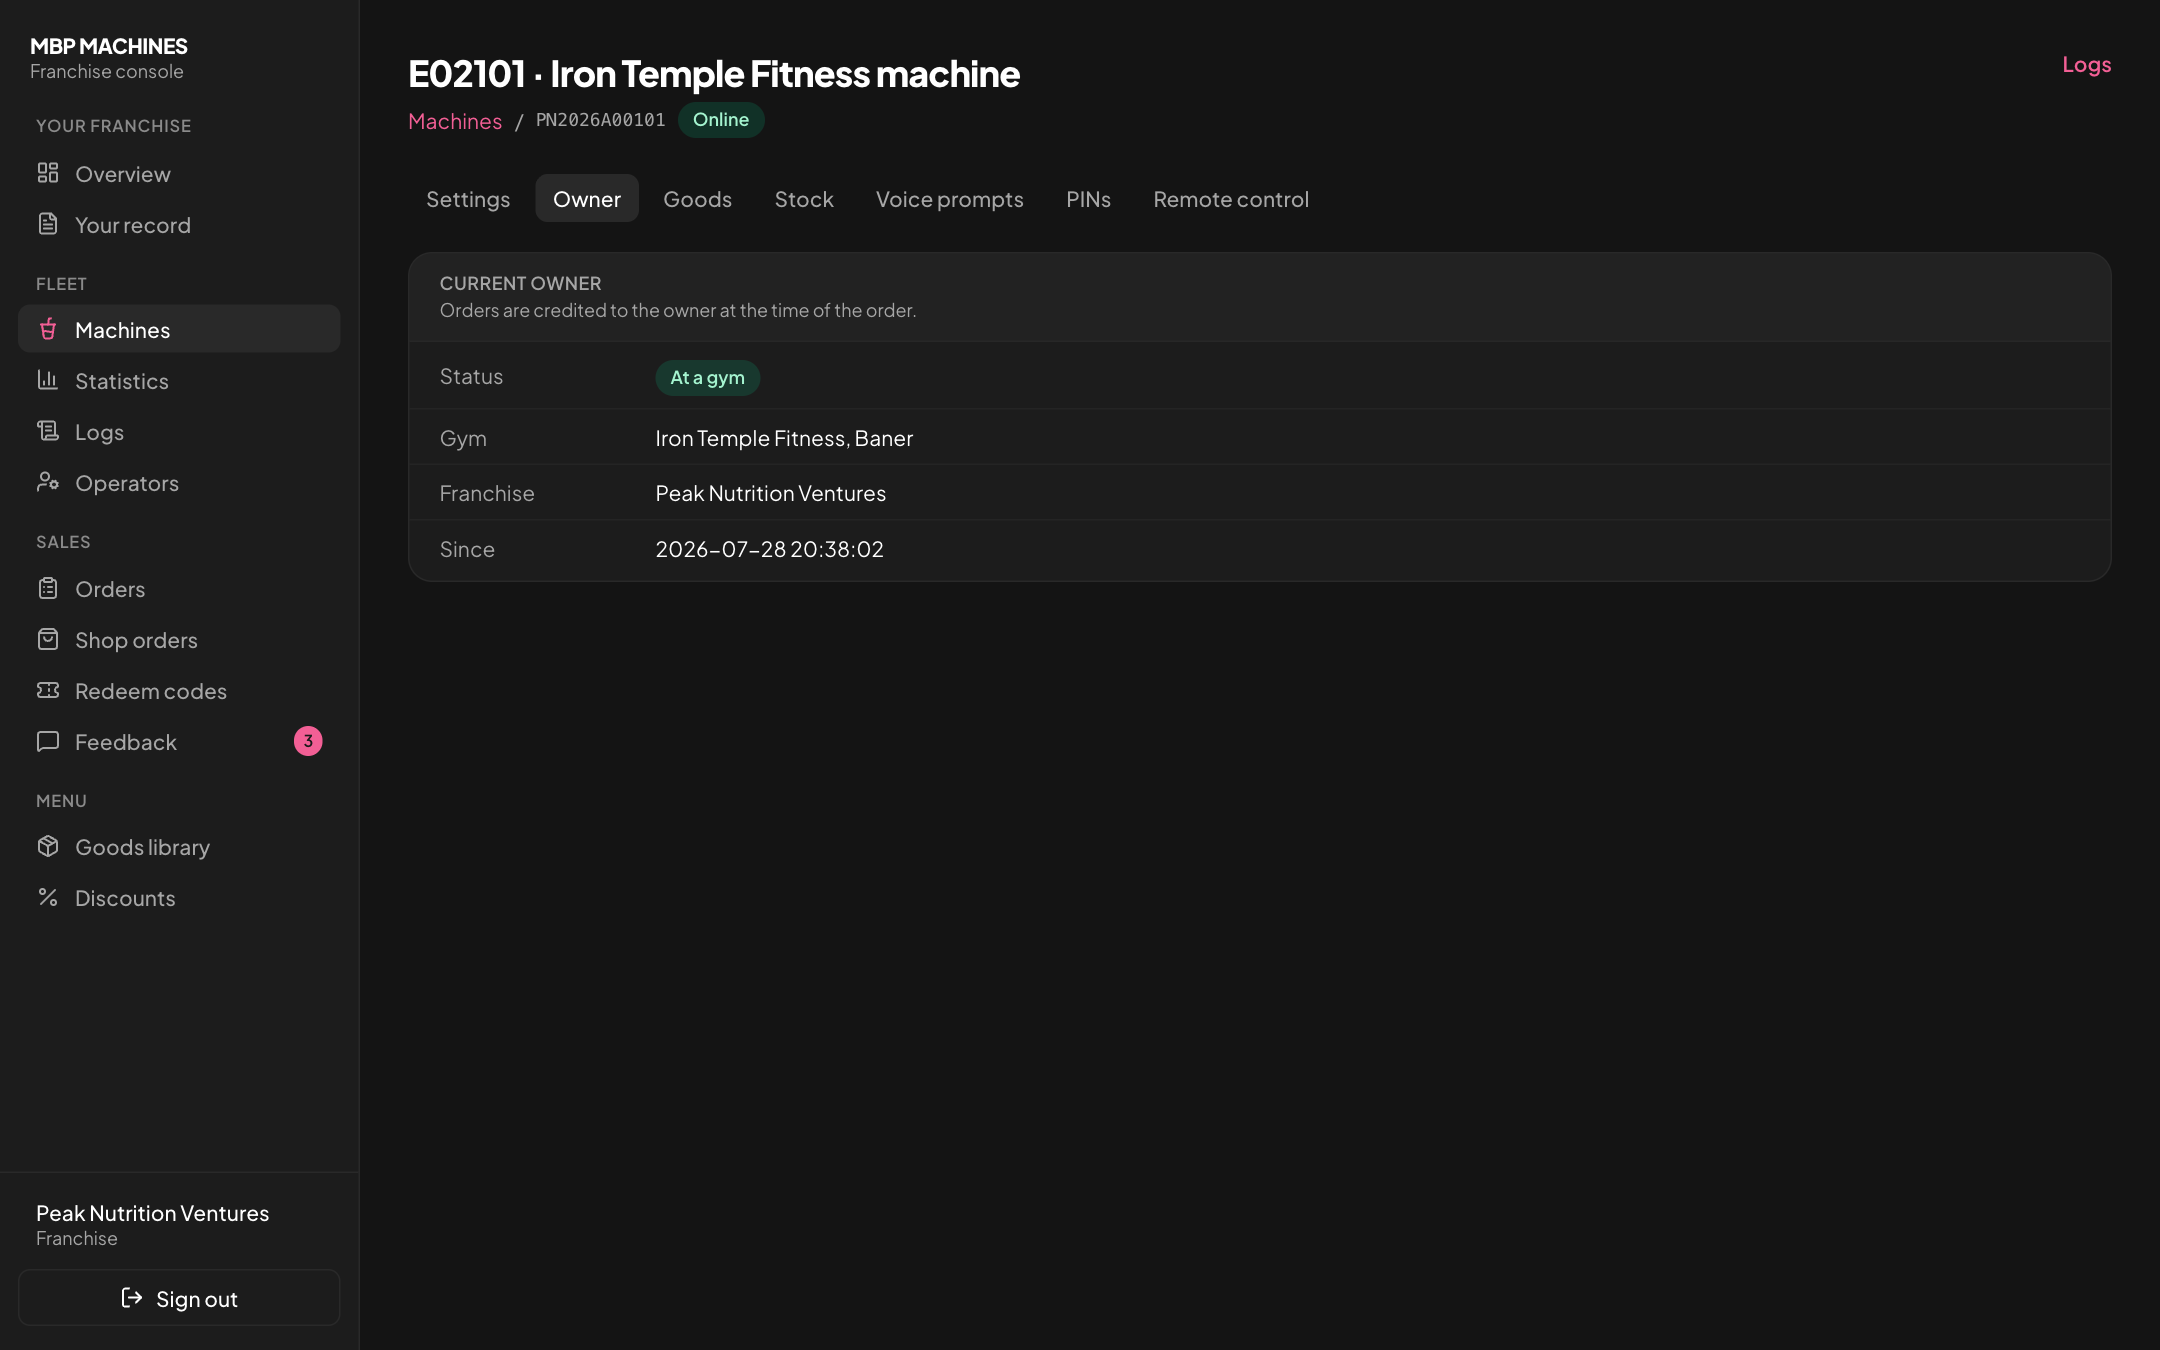 MBP MACHINES
Franchise console
YOUR FRANCHISE
Overview
Your record
FLEET
Machines
Statistics
Logs
Operators
SALES
Orders
Shop orders
Redeem codes
Feedback 3
MENU
Goods library
Discounts
Peak Nutrition Ventures
Franchise
Sign out
E02101 · Iron Temple Fitness machine
Logs
Machines / PN2026A00101 Online
Settings Owner Goods Stock Voice prompts PINs Remote control
CURRENT OWNER
Orders are credited to the owner at the time of the order.
Status At a gym
Gym Iron Temple Fitness, Baner
Franchise Peak Nutrition Ventures
Since 2026-07-28 20:38:02